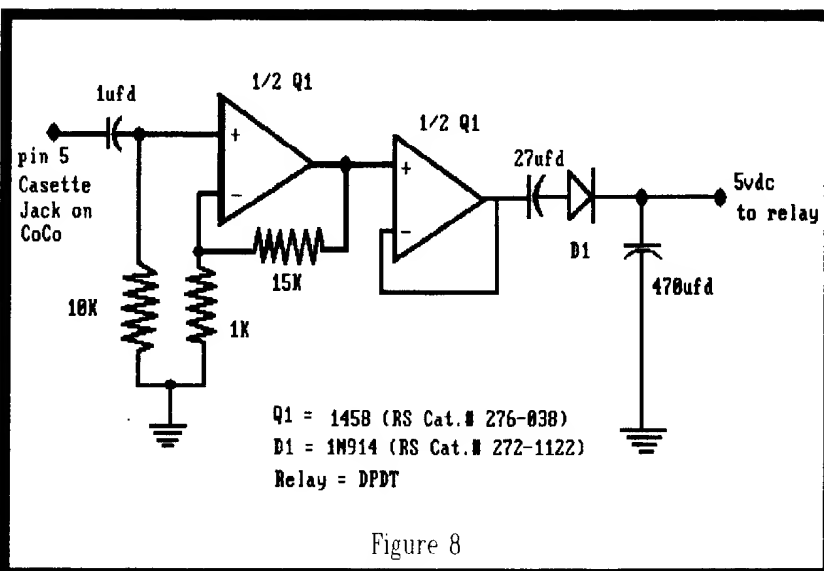 1/2 Q1
1ufd
1/2 Q1
+
-
+
-
pin 5
Casette
Jack on
CoCo
27ufd
5vdc
to relay
D1
15K
470ufd
10K
1K
Q1 = 1458 (RS Cat.# 276-038)
D1 = 1N914 (RS Cat.# 272-1122)
Relay = DPDT
Figure 8